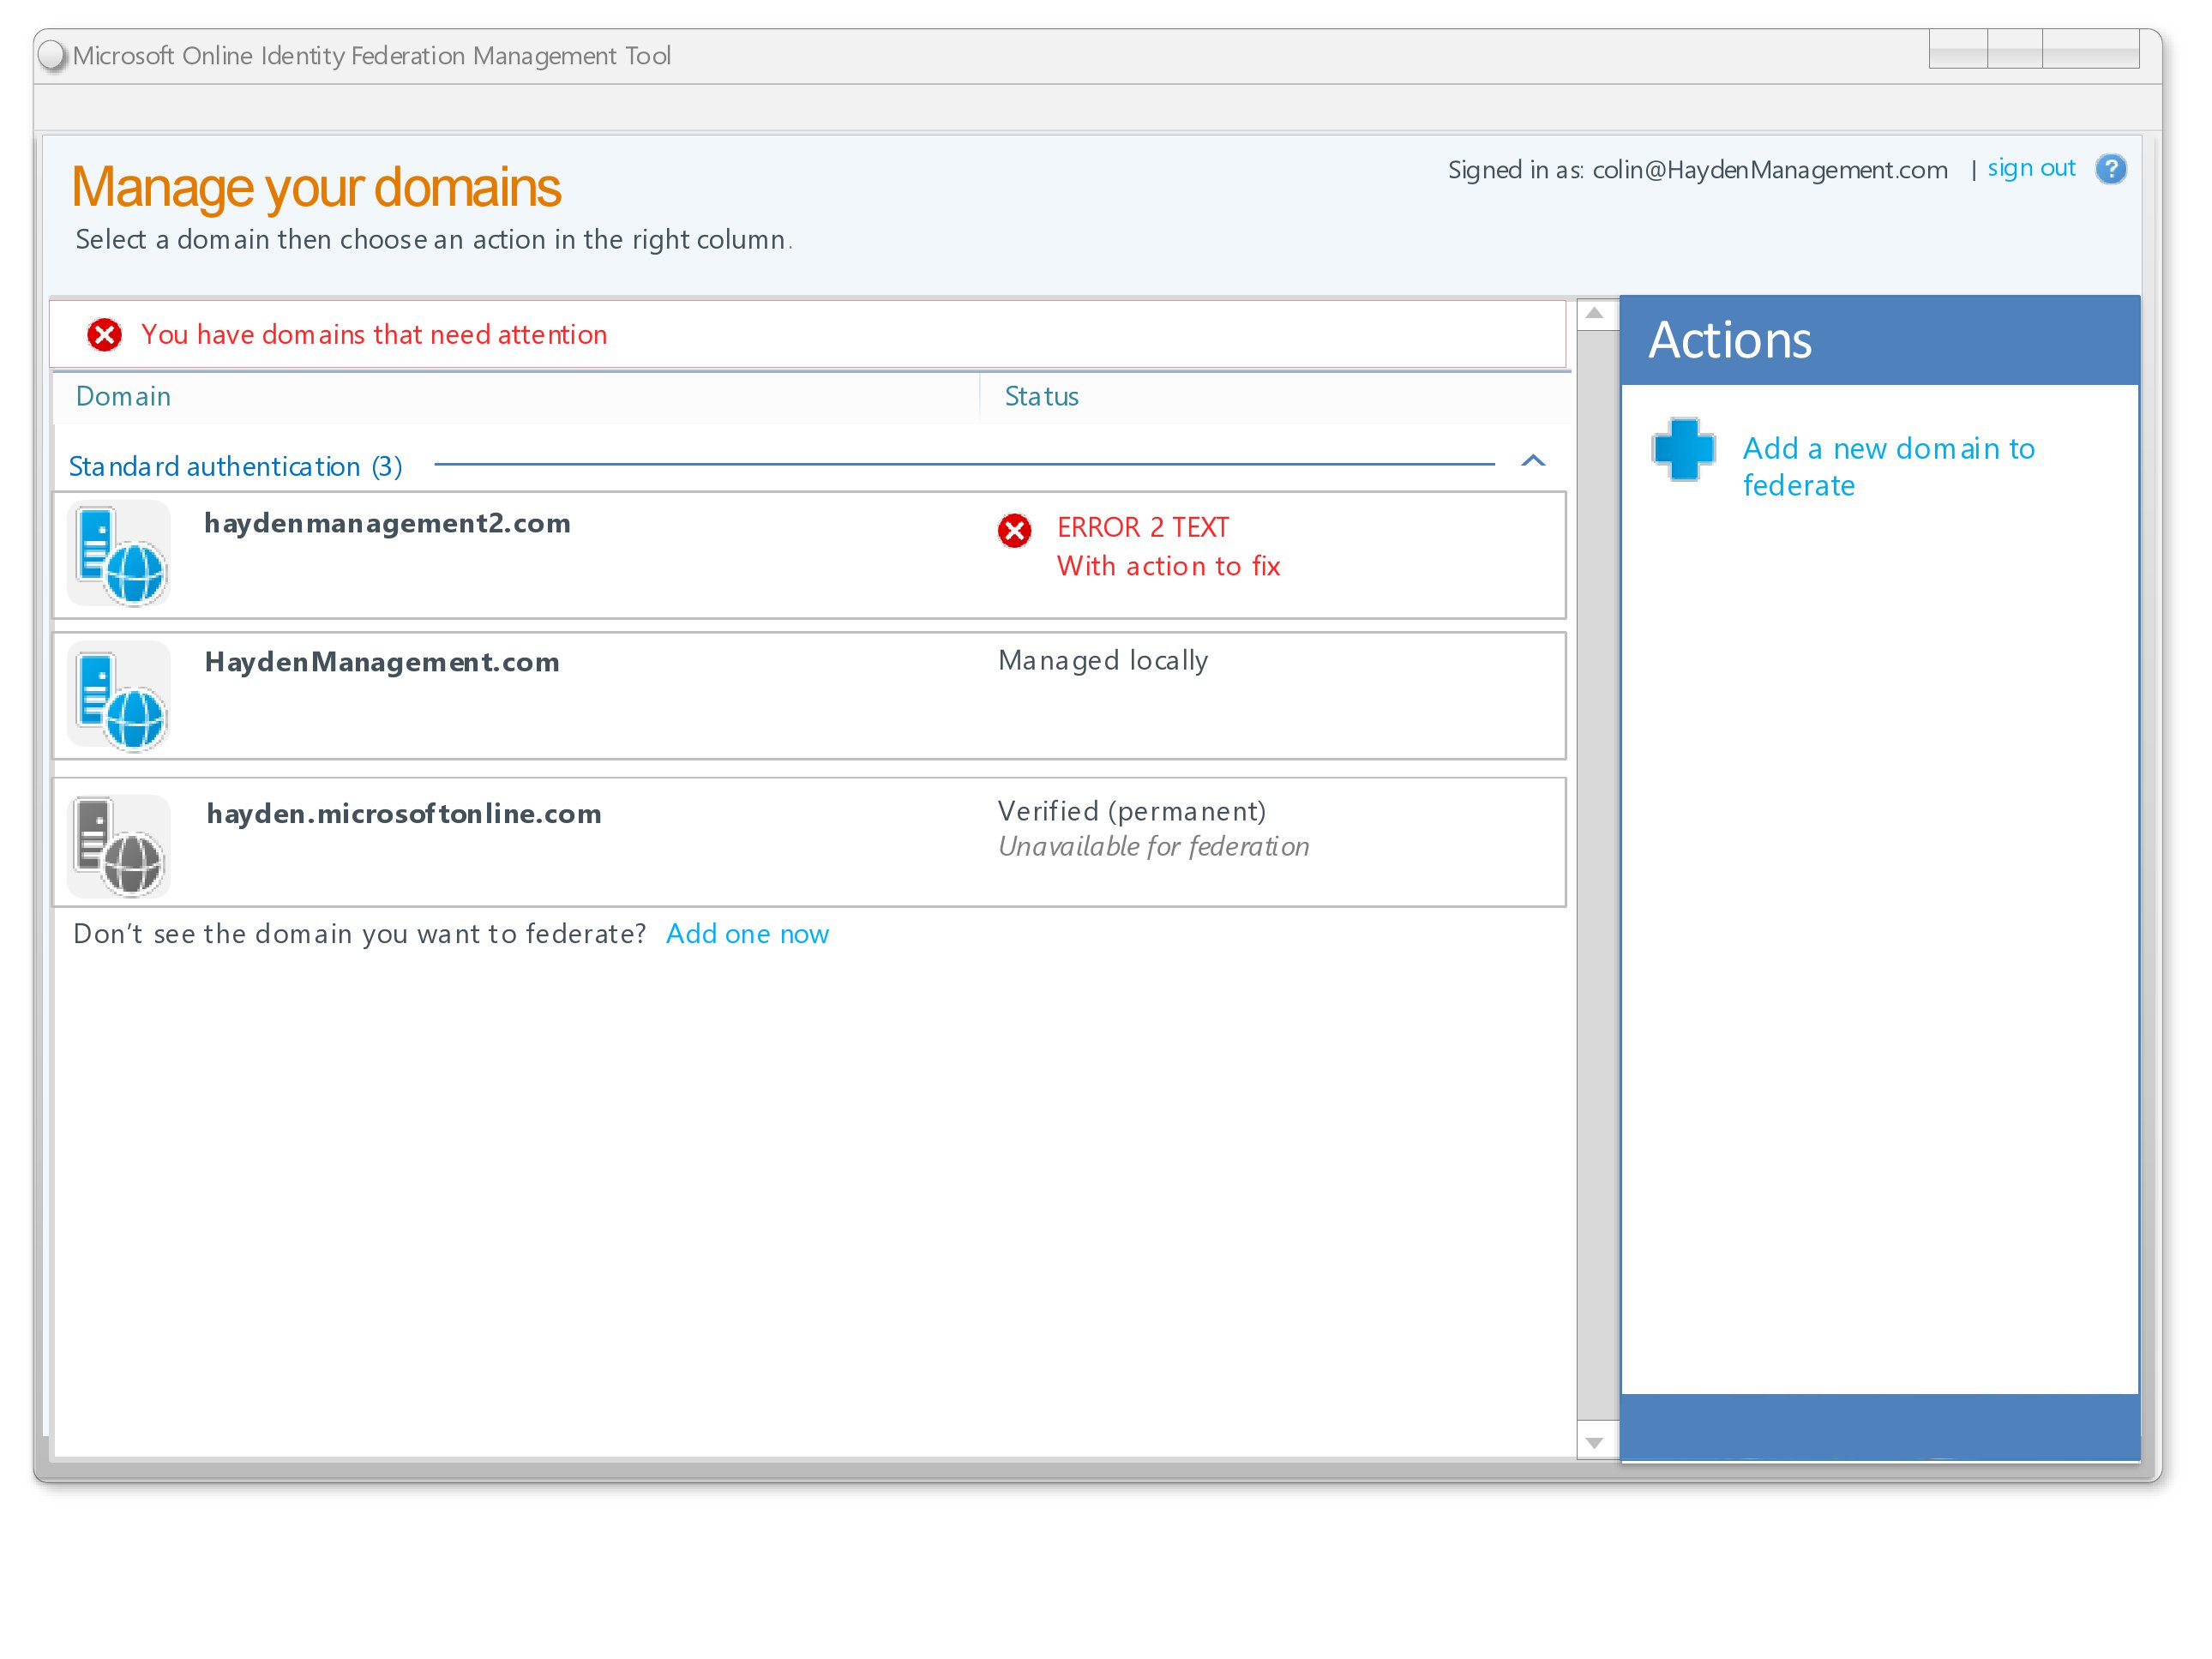 Microsoft Online Identity Federation Management Tool
Manage your domains
Signed in as: colin@HaydenManagement.com | sign out ?
Select a domain then choose an action in the right column.
You have domains that need attention
Actions
Domain Status
Add a new domain to
federate
Standard authentication (3)
haydenmanagement2.com
ERROR 2 TEXT
With action to fix
HaydenManagement.com
Managed locally
hayden.microsoftonline.com
Verified (permanent)
Unavailable for federation
Don't see the domain you want to federate? Add one now